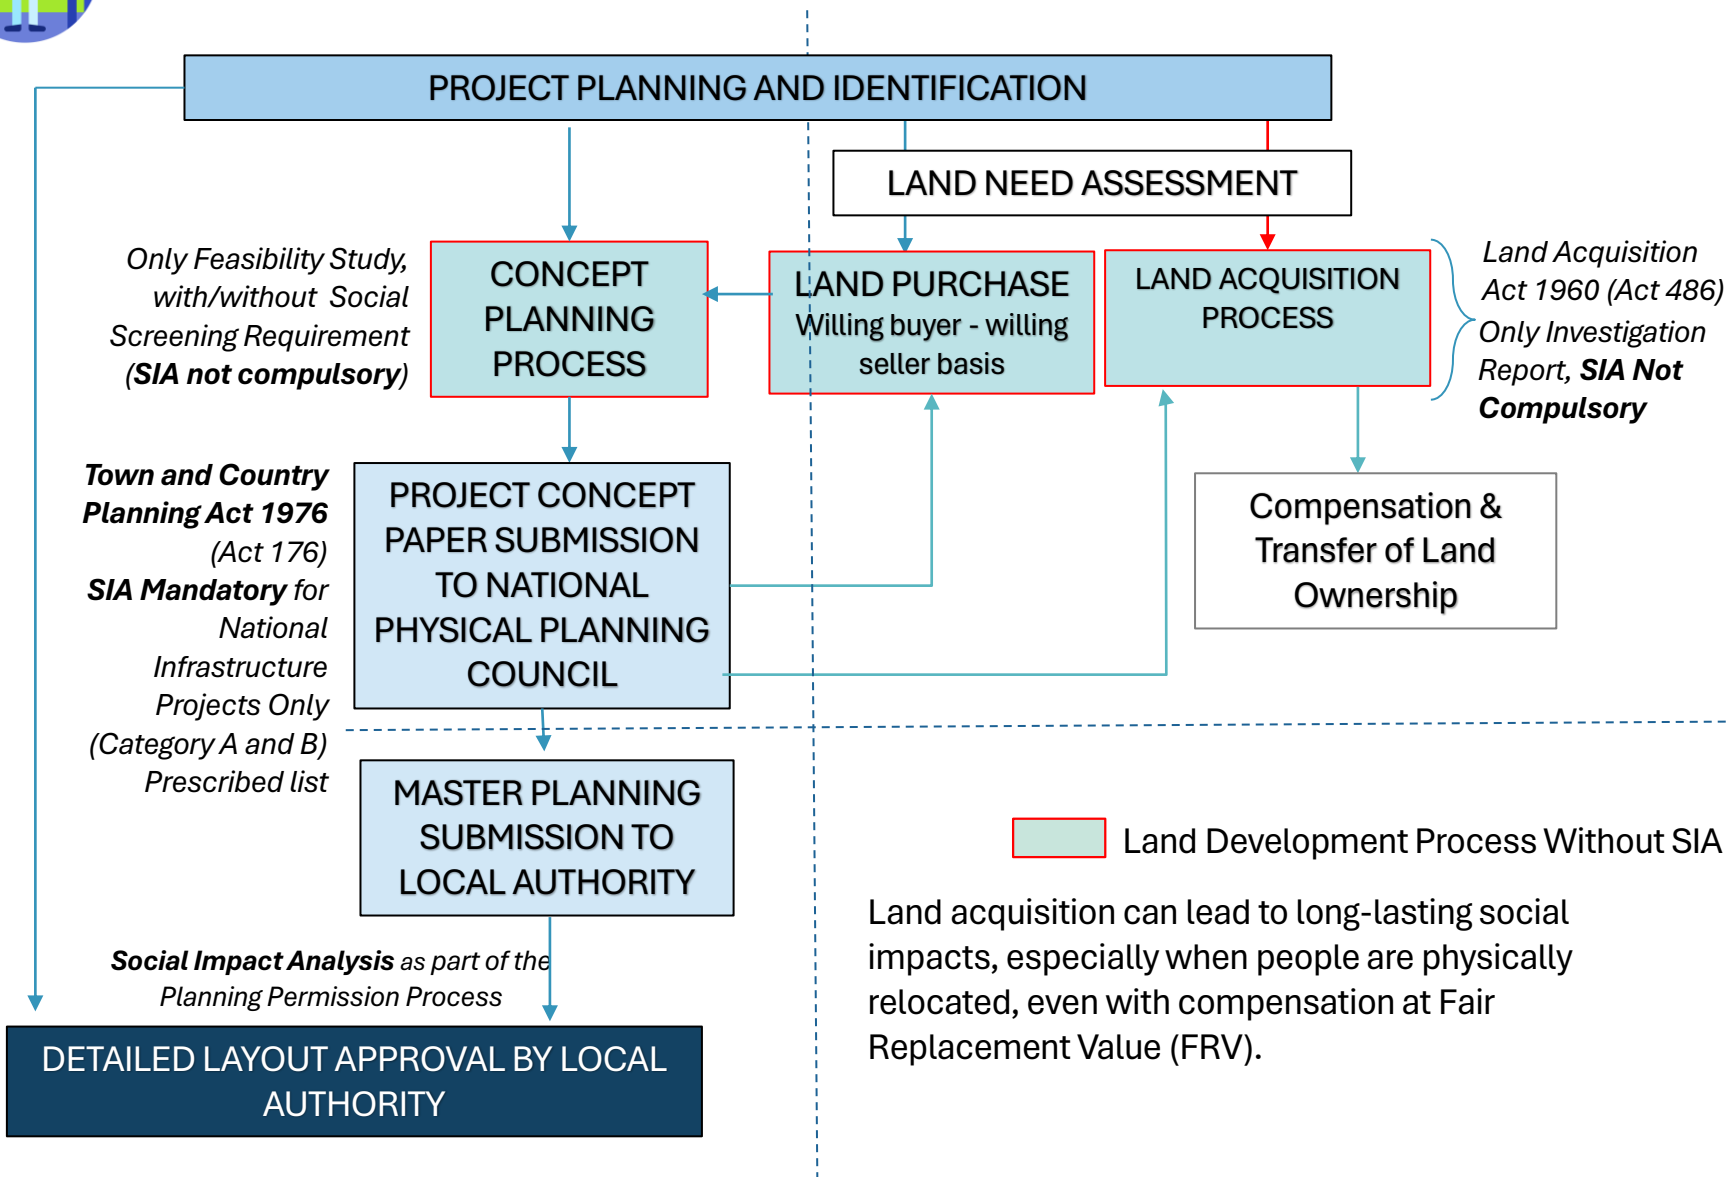 PROJECT PLANNING AND IDENTIFICATION
LAND NEED ASSESSMENT
Only Feasibility Study,
with/without Social
Screening Requirement
(SIA not compulsory)
CONCEPT
PLANNING
PROCESS
LAND PURCHASE
Willing buyer - willing
seller basis
LAND ACQUISITION
PROCESS
Land Acquisition
Act 1960 (Act 486)
Only Investigation
Report, SIA Not
Compulsory
Town and Country
Planning Act 1976
(Act 176)
SIA Mandatory for
National
Infrastructure
Projects Only
(Category A and B)
Prescribed list
PROJECT CONCEPT
PAPER SUBMISSION
TO NATIONAL
PHYSICAL PLANNING
COUNCIL
Compensation &
Transfer of Land
Ownership
MASTER PLANNING
SUBMISSION TO
LOCAL AUTHORITY
Land Development Process Without SIA
Land acquisition can lead to long-lasting social
impacts, especially when people are physically
relocated, even with compensation at Fair
Replacement Value (FRV).
Social Impact Analysis as part of the
Planning Permission Process
DETAILED LAYOUT APPROVAL BY LOCAL
AUTHORITY